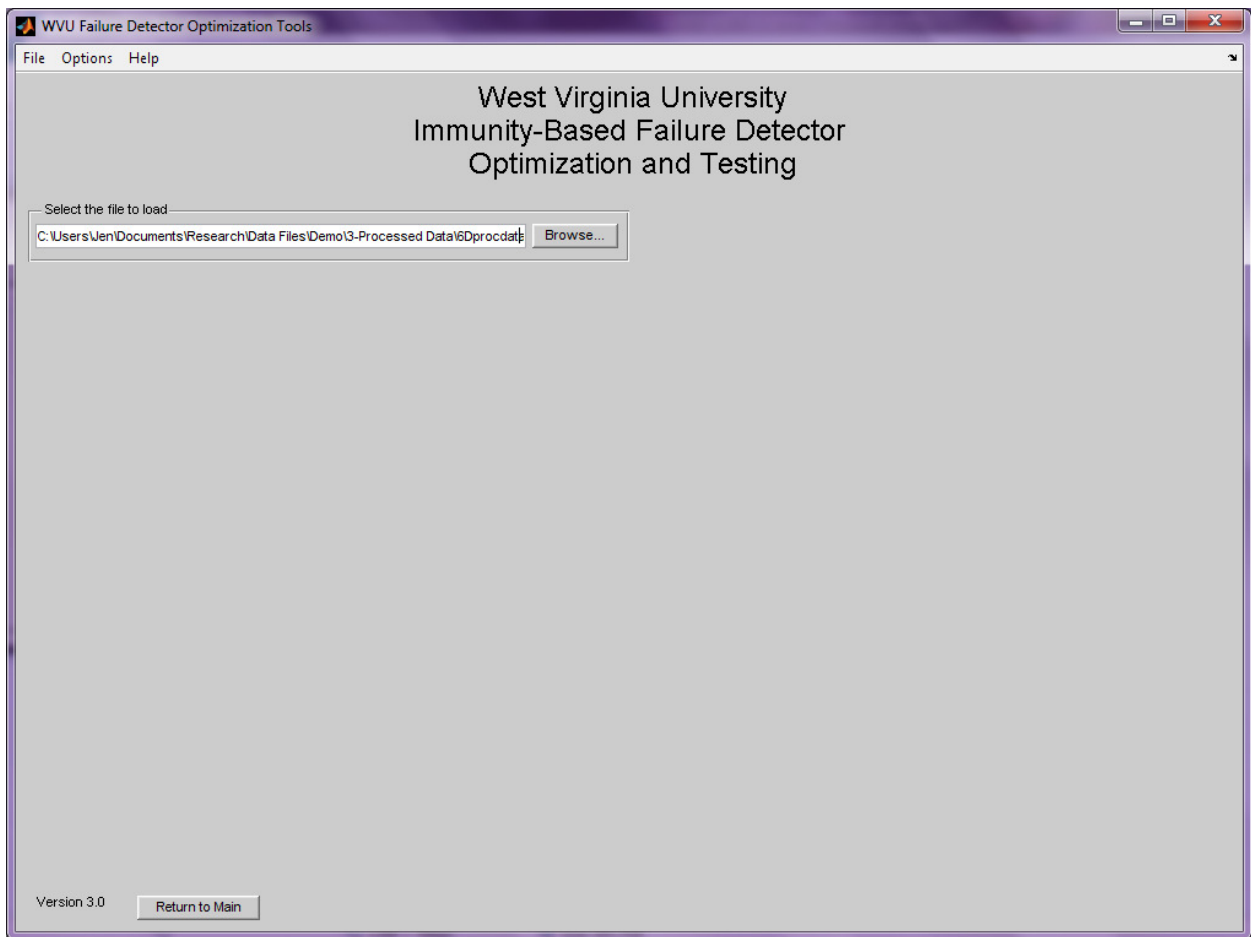 WVU Failure Detector Optimization Tools
File Options Help
West Virginia University
Immunity-Based Failure Detector
Optimization and Testing
Select the file to load
C:\Users\Jen\Documents\Research\Data Files\Demo\3-Processed Data\6Dprocdata Browse...
Version 3.0 Return to Main